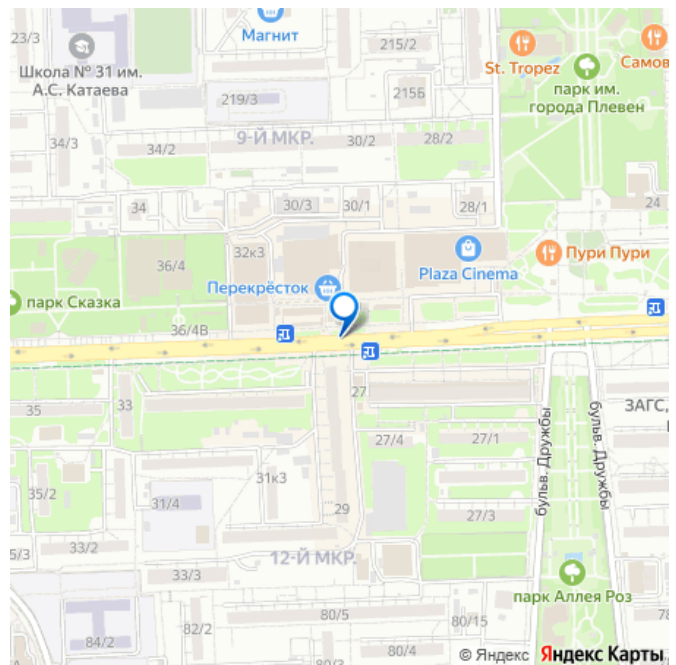 23/3
Магнит
215/2
St. Tropez
Самов
Школа № 31 им.
А.С. Катаева
парк им.
города Плевен
219/3
215Б
9-Й МКР.
34/3
34/2
30/2
28/2
34
30/3
30/1
28/1
24
32к3
36/4
Пури Пури
Plaza Cinema
Перекрёсток
парк Сказка
36/4В
27
35
33
ЗАГС,
бульв. Дружбы
бульв. Дружбы
27/4
27/1
31к3
35/2
31/4
29
27/3
5/3
33/2
12-Й МКР.
33/3
парк Аллея Роз
80/5
80/15
78
82/2
84/2
80/3
© Яндекс Яндекс Карты